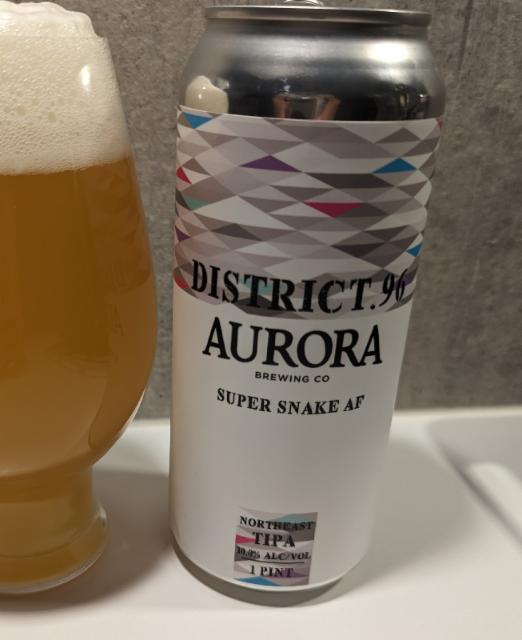 DISTRICT.96
AURORA
BREWING CO
SUPER SNAKE AF
NORTHEAST
TIPA
10.0% ALC/VOL
1 PINT